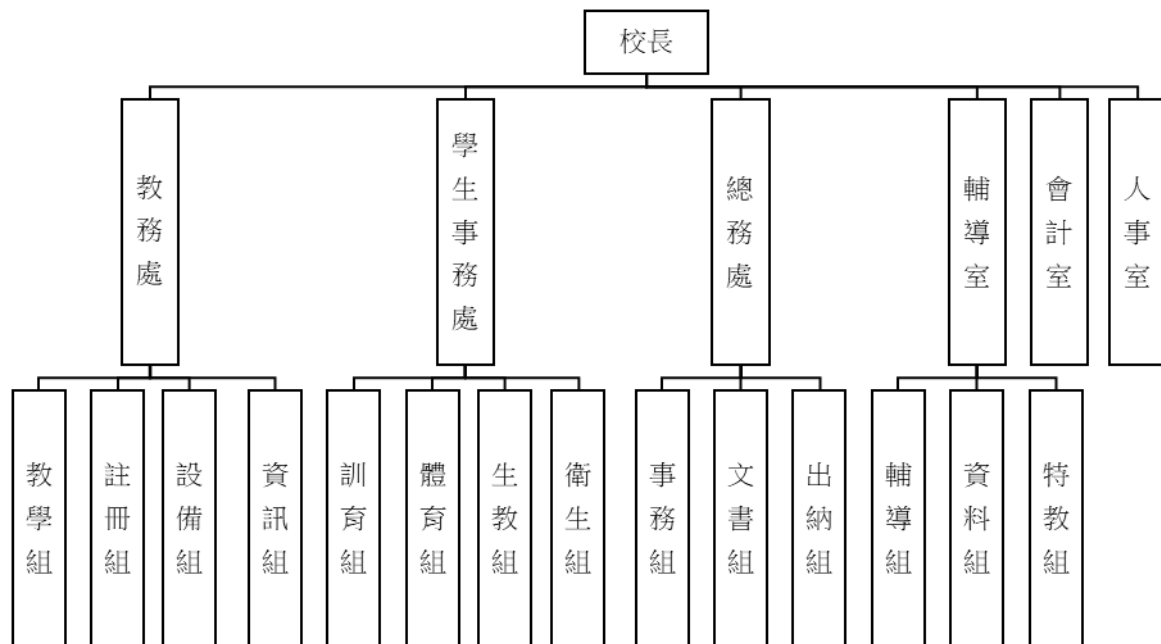 校長
教務處
學生事務處
總務處
輔導室
會計室
人事室
教學組
註冊組
設備組
資訊組
訓育組
體育組
生教組
衛生組
事務組
文書組
出納組
輔導組
資料組
特教組